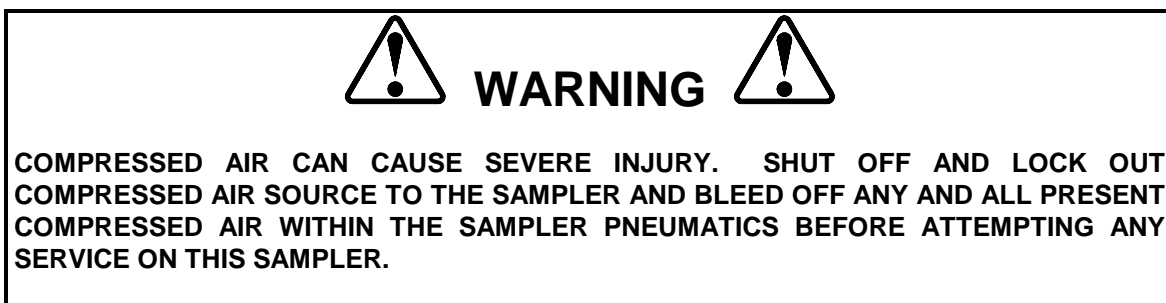 WARNING
COMPRESSED AIR CAN CAUSE SEVERE INJURY. SHUT OFF AND LOCK OUT
COMPRESSED AIR SOURCE TO THE SAMPLER AND BLEED OFF ANY AND ALL PRESENT
COMPRESSED AIR WITHIN THE SAMPLER PNEUMATICS BEFORE ATTEMPTING ANY
SERVICE ON THIS SAMPLER.